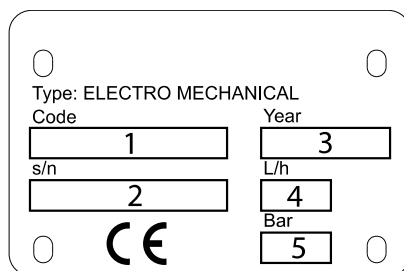 Type: ELECTRO MECHANICAL
Code Year
1 3
s/n L/h
2 4
Bar
CE 5